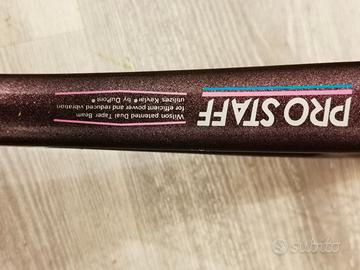 PRO STAFF
Wilson patented Dual Taper Beam
for efficient power and reduced vibration
utilizes Kevlar® by DuPont®
subito